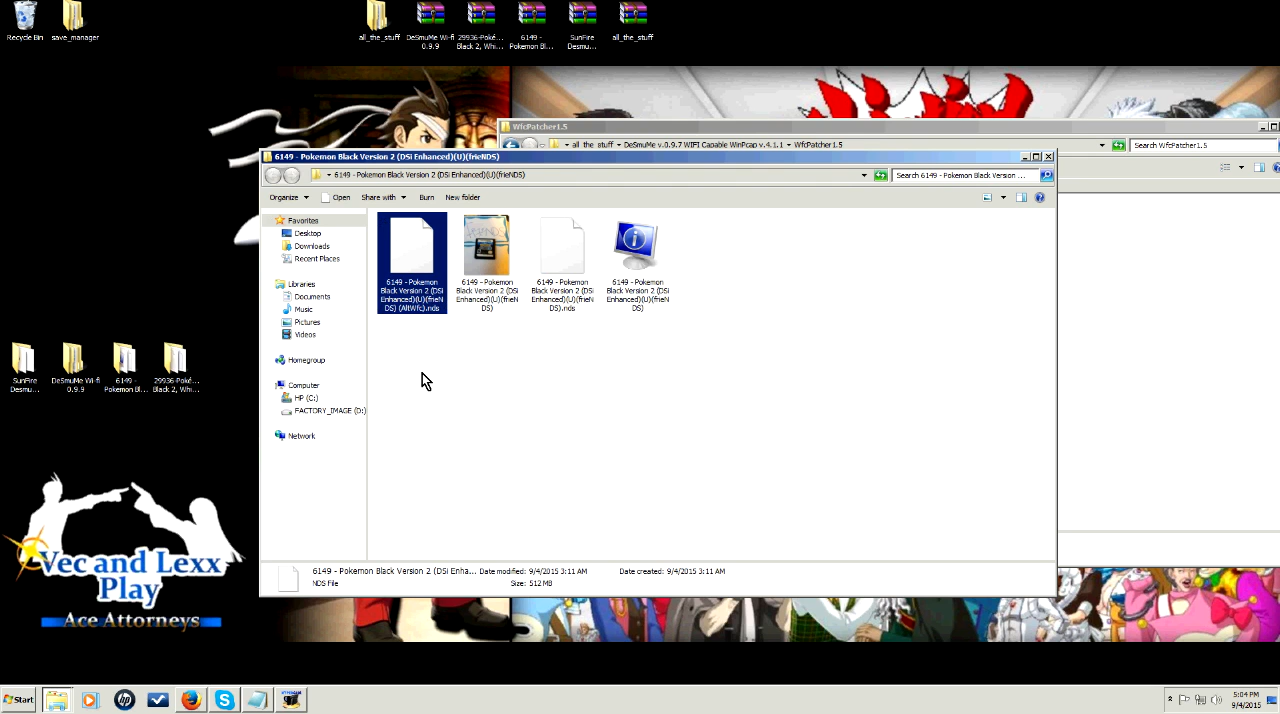 Recycle Bin
save_manager
all_the_stuff
DeSmuMe Wi-fi 0.9.9
29936-Poké... Black 2, Whi...
6149 - Pokemon Bl...
SunFire Desmu...
all_the_stuff
WfcPatcher1.5
all_the_stuff
DeSmuMe v.0.9.7 WIFI Capable WinPcap v.4.1.1
WfcPatcher1.5
Search WfcPatcher1.5
6149 - Pokemon Black Version 2 (DSi Enhanced)(U)(frieNDS)
6149 - Pokemon Black Version 2 (DSi Enhanced)(U)(frieNDS)
Search 6149 - Pokemon Black Version ...
Organize
Open
Share with
Burn
New folder
Favorites
Desktop
Downloads
Recent Places
Libraries
Documents
Music
Pictures
Videos
Homegroup
Computer
HP (C:)
FACTORY_IMAGE (D:)
Network
6149 - Pokemon
Black Version 2 (DSi
Enhanced)(U)(frieN
DS) (AltWfc).nds
6149 - Pokemon
Black Version 2 (DSi
Enhanced)(U)(frieN
DS)
6149 - Pokemon
Black Version 2 (DSi
Enhanced)(U)(frieN
DS).nds
6149 - Pokemon
Black Version 2 (DSi
Enhanced)(U)(frieN
DS)
SunFire
Desmu...
DeSmuMe Wi-fi
0.9.9
6149 -
Pokemon Bl...
29936-Poké...
Black 2, Whi...
Vec and Lexx
Play
Ace Attorneys
6149 - Pokemon Black Version 2 (DSi Enha...
Date modified: 9/4/2015 3:11 AM
Date created: 9/4/2015 3:11 AM
NDS File
Size: 512 MB
Start
5:04 PM
9/4/2015